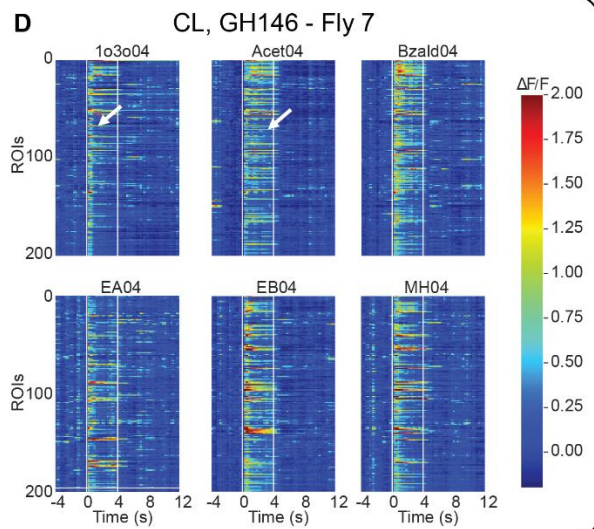 D
CL, GH146 - Fly 7
1o3o04 Acet04 Bzald04
ΔF/F
0
100
200
ROIs
2.00
1.75
1.50
1.25
1.00
0.75
0.50
0.25
0.00
EA04 EB04 MH04
0
100
200
ROIs
-4 0 4 8 12 -4 0 4 8 12 -4 0 4 8 12
Time (s) Time (s) Time (s)